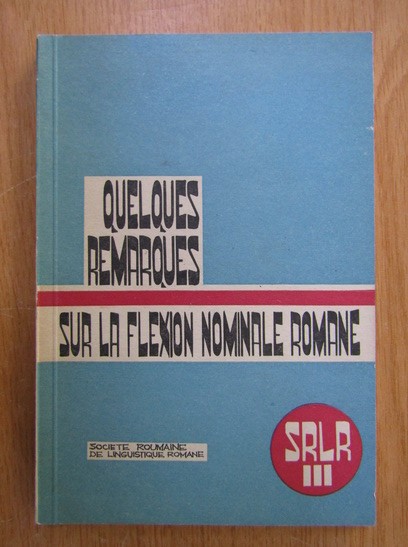 QUELQUES
REMARQUES
SUR LA FLEXION NOMINALE ROMANE
SOCIETE ROUMAINE
DE LINGUISTIQUE ROMANE
SRLR
III